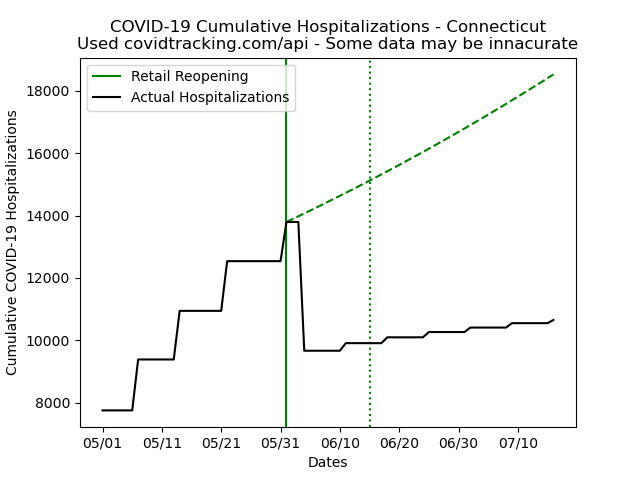 COVID-19 Cumulative Hospitalizations - Connecticut
Used covidtracking.com/api - Some data may be innacurate
Retail Reopening
Actual Hospitalizations
Cumulative COVID-19 Hospitalizations
18000
16000
14000
12000
10000
8000
05/01 05/11 05/21 05/31 06/10 06/20 06/30 07/10
Dates